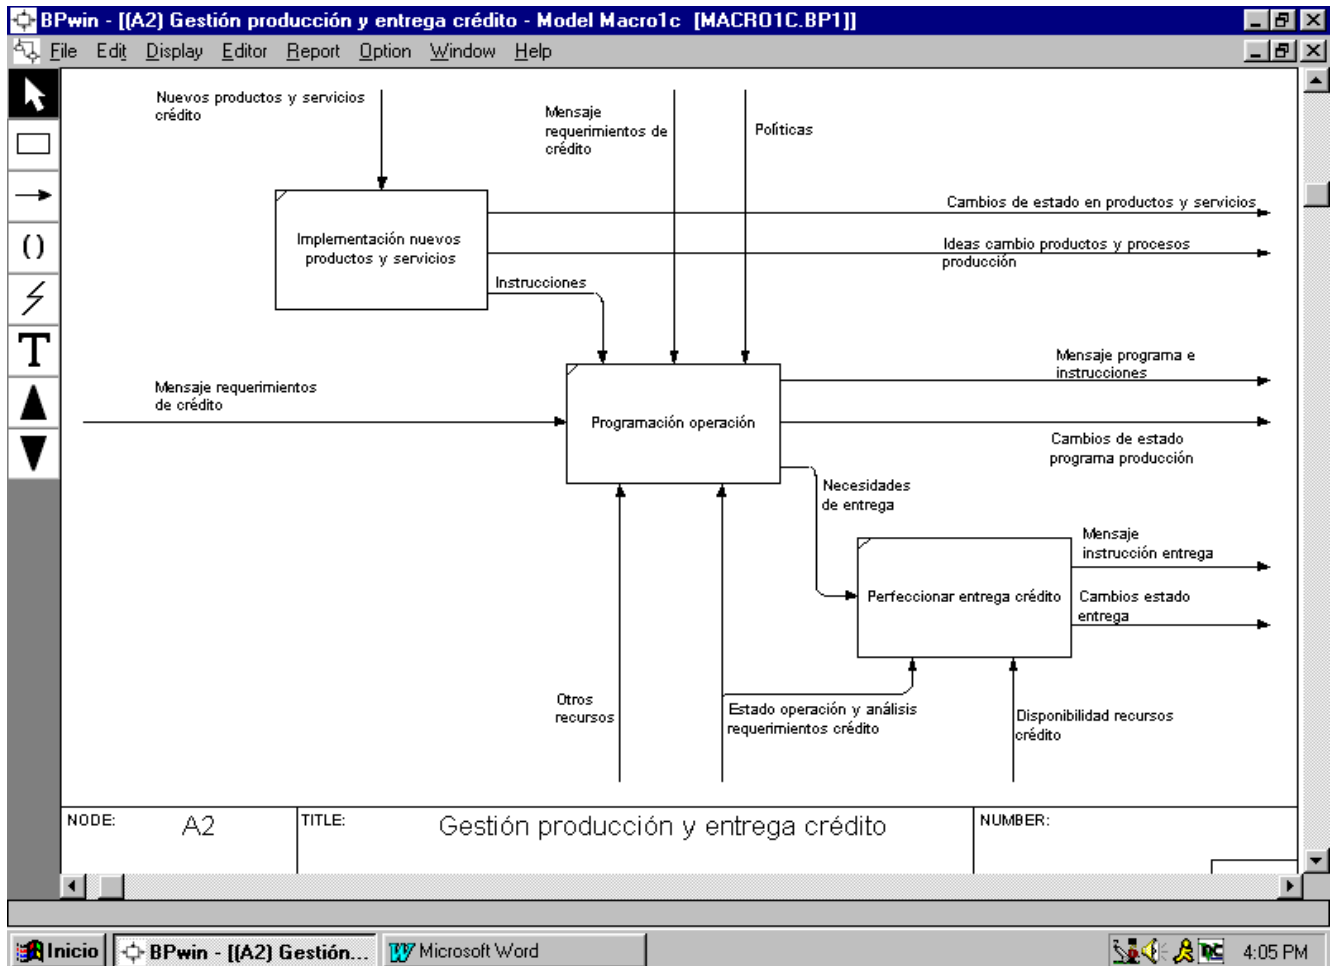 BPwin - [(A2) Gestión producción y entrega crédito - Model Macro1c [MACRO1C.BP1]]
File Edit Display Editor Report Option Window Help
Nuevos productos y servicios
crédito
Mensaje
requerimientos de
crédito
Políticas
Cambios de estado en productos y servicios
Implementación nuevos
productos y servicios
Ideas cambio productos y procesos
producción
Instrucciones
Mensaje programa e
instrucciones
Mensaje requerimientos
de crédito
Programación operación
Cambios de estado
programa producción
Necesidades
de entrega
Mensaje
instrucción entrega
Perfeccionar entrega crédito
Cambios estado
entrega
Otros
recursos
Estado operación y análisis
requerimientos crédito
Disponibilidad recursos
crédito
NODE: A2 TITLE: Gestión producción y entrega crédito NUMBER:
( )
T
Inicio BPwin - [(A2) Gestión... W Microsoft Word 4:05 PM